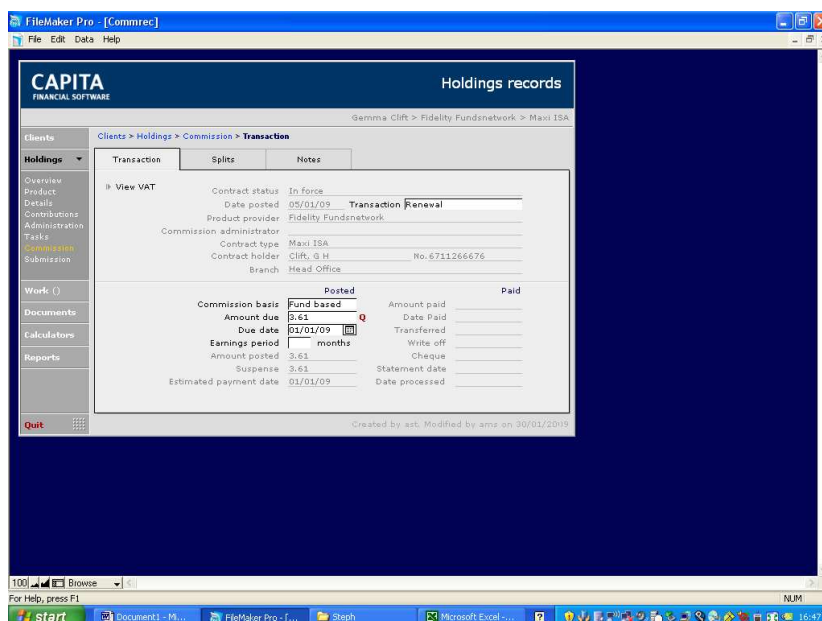 FileMaker Pro - [Commrec]
File Edit Data Help
CAPITA
FINANCIAL SOFTWARE
Holdings records
Gemma Clift > Fidelity Fundsnetwork > Maxi ISA
Clients
Clients > Holdings > Commission > Transaction
Holdings
Transaction Splits Notes
Overview
Product
Details
Contributions
Administration
Tasks
Commission
Submission
Work ()
Documents
Calculators
Reports
Quit
View VAT
Contract status In force
Date posted 05/01/09 Transaction Renewal
Product provider Fidelity Fundsnetwork
Commission administrator
Contract type Maxi ISA
Contract holder Clift, G H No. 6711266676
Branch Head Office
Posted Paid
Commission basis Fund based Amount paid
Amount due 3.61 Q Date Paid
Due date 01/01/09 Transferred
Earnings period months Write off
Amount posted 3.61 Cheque
Suspense 3.61 Statement date
Estimated payment date 01/01/09 Date processed
Created by ast. Modified by ams on 30/01/2009
100 Browse
For Help, press F1 NUM
start Document1 - Mi... FileMaker Pro - [... Steph Microsoft Excel -... 16:47